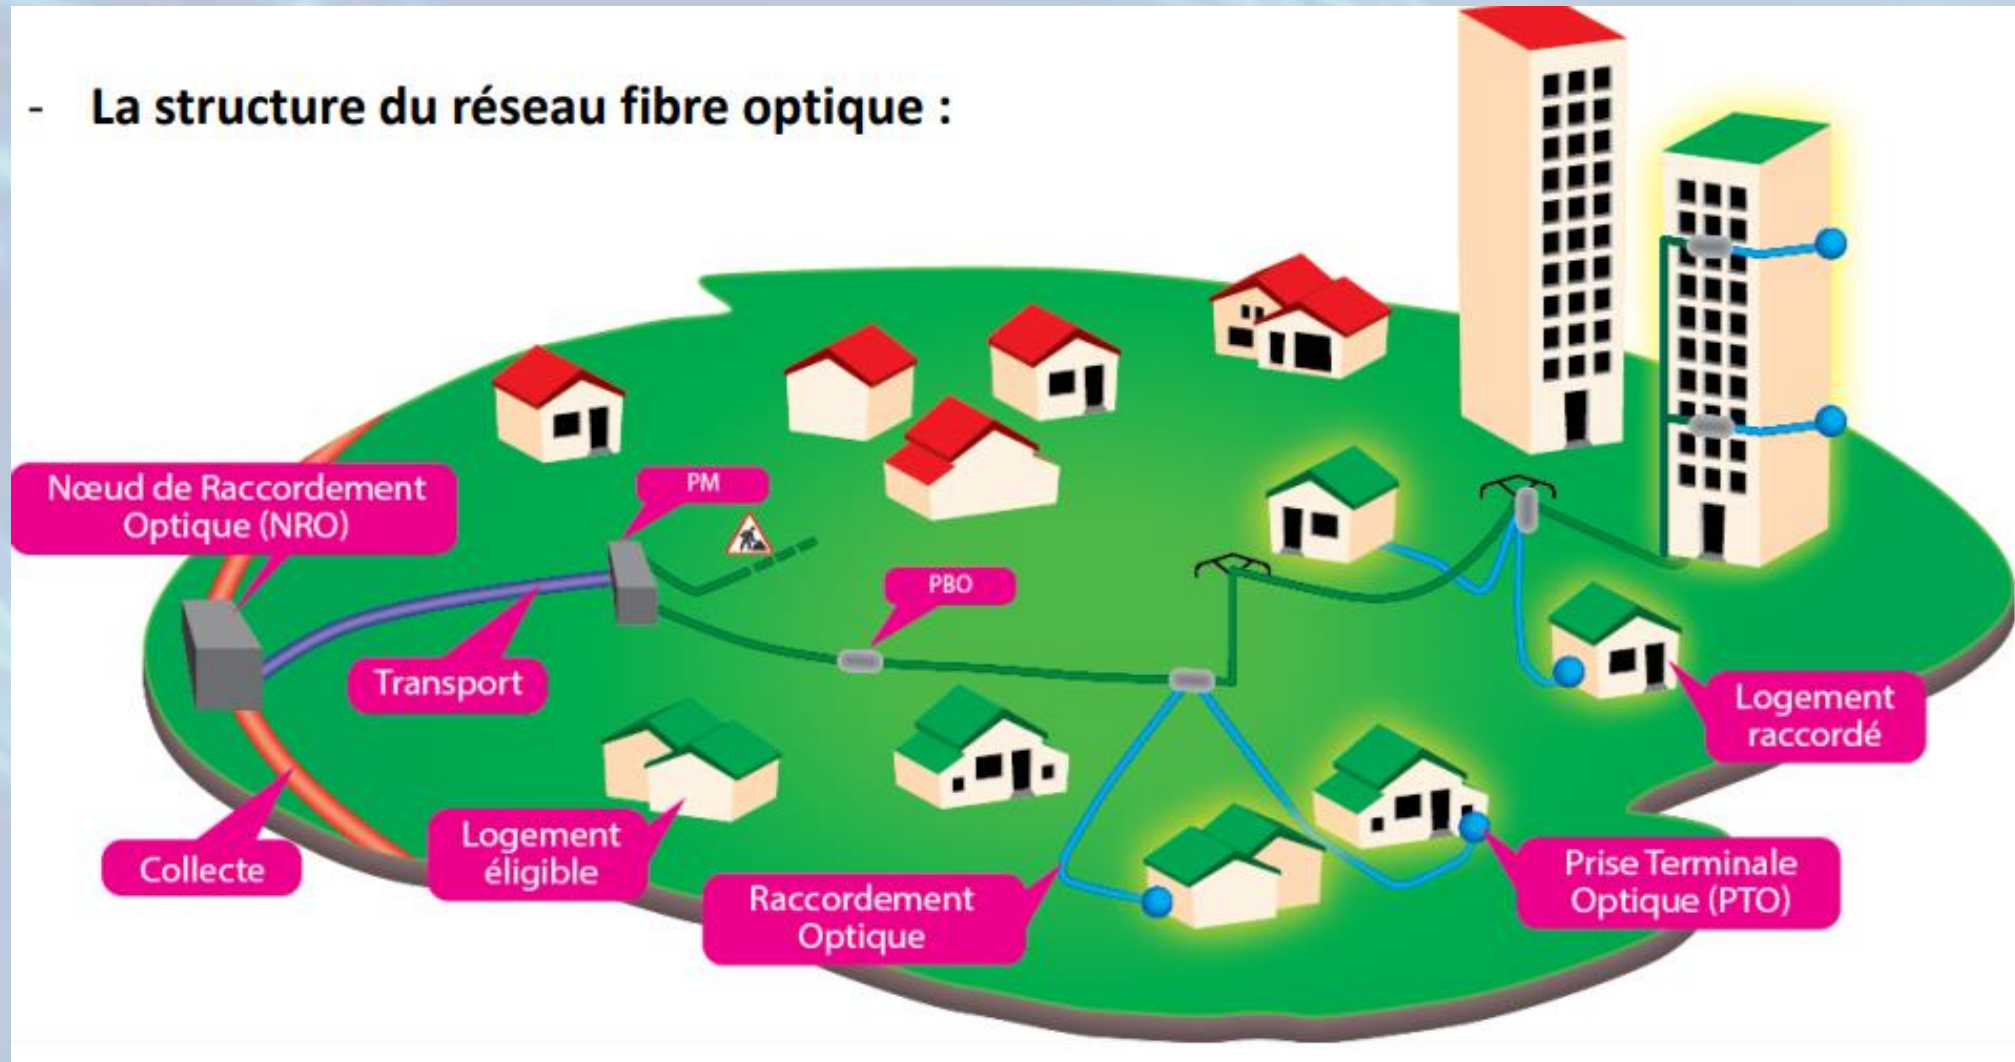 - La structure du réseau fibre optique :
Nœud de Raccordement
Optique (NRO)
PM
PBO
Transport
Logement
raccordé
Collecte
Logement
éligible
Raccordement
Optique
Prise Terminale
Optique (PTO)